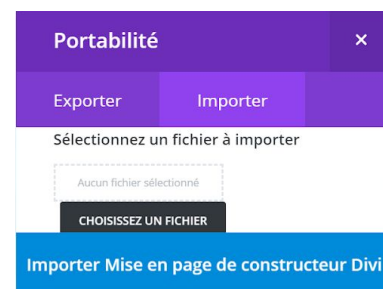 Portabilité
×
Exporter Importer
Sélectionnez un fichier à importer
Aucun fichier sélectionné
CHOISISSEZ UN FICHIER
Importer Mise en page de constructeur Divi